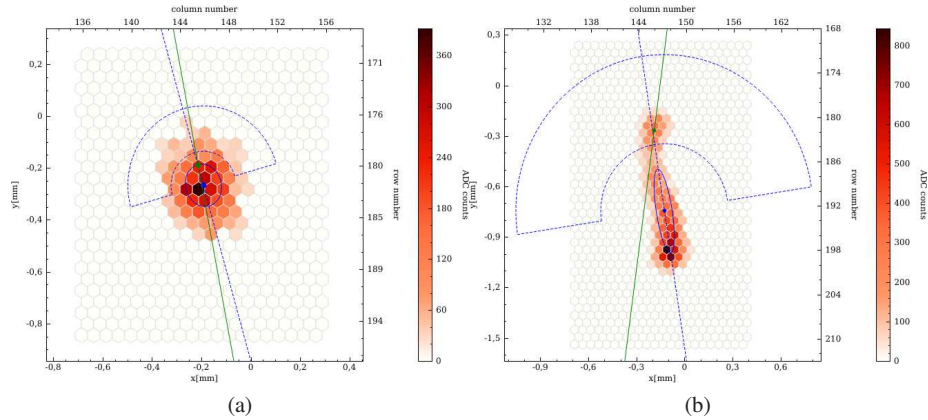 column number
136 140 144 148 152 156
0,2
0
-0,2
-0,4
-0,6
-0,8
y[mm]
171
176
180
185
189
194
row number
360
300
240
180
120
60
0
ADC counts
-0,8 -0,6 -0,4 -0,2 0 0,2 0,4
x[mm]
(a)
column number
132 138 144 150 156 162
0,3
0
-0,3
-0,6
-0,9
-1,2
-1,5
y[mm]
168
174
180
186
192
198
204
210
row number
800
700
600
500
400
300
200
100
0
ADC counts
-0,9 -0,6 -0,3 0 0,3 0,6
x[mm]
(b)